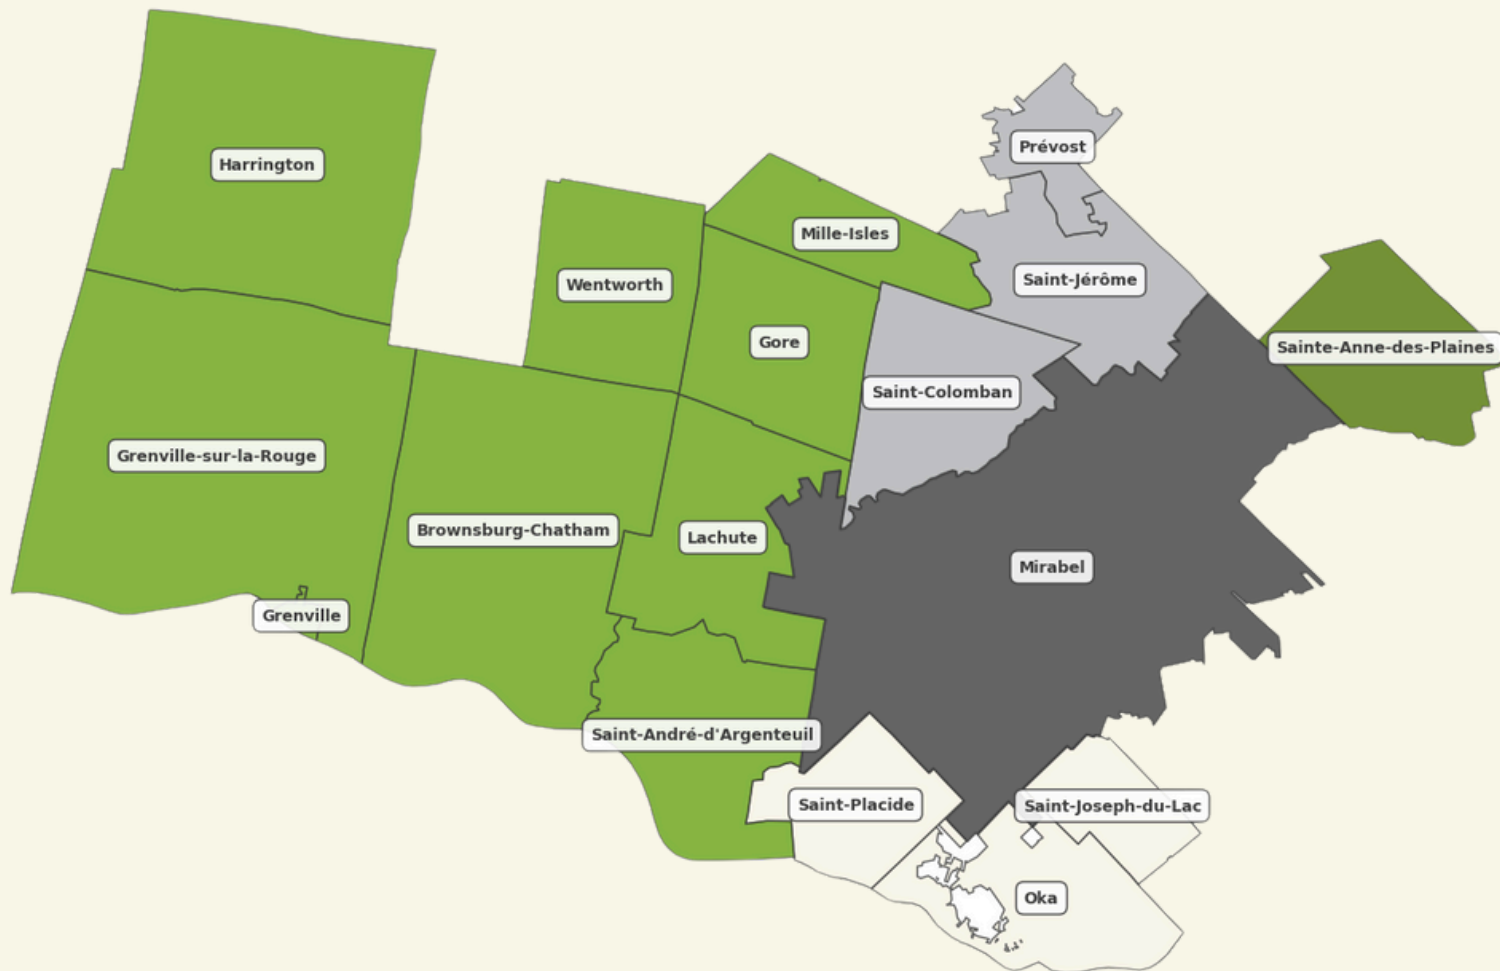 Prévost
Harrington
Mille-Isles
Saint-Jérôme
Wentworth
Gore
Sainte-Anne-des-Plaines
Saint-Colomban
Grenville-sur-la-Rouge
Brownsburg-Chatham
Lachute
Mirabel
Grenville
Saint-André-d'Argenteuil
Saint-Placide
Saint-Joseph-du-Lac
Oka